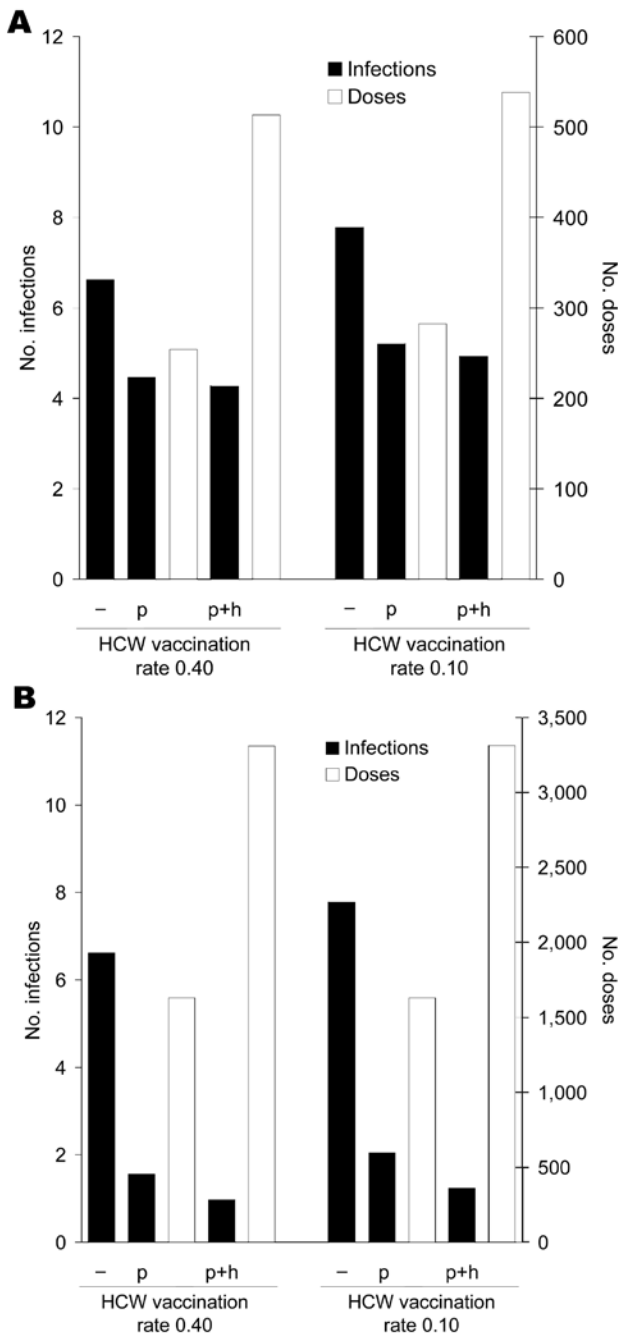 A
12
10
8
6
4
2
0
No. infections
Infections
Doses
600
500
400
300
200
100
0
No. doses
– p p+h – p p+h
HCW vaccination HCW vaccination
rate 0.40 rate 0.10
B
12
10
8
6
4
2
0
No. infections
Infections
Doses
3,500
3,000
2,500
2,000
1,500
1,000
500
0
No. doses
– p p+h – p p+h
HCW vaccination HCW vaccination
rate 0.40 rate 0.10